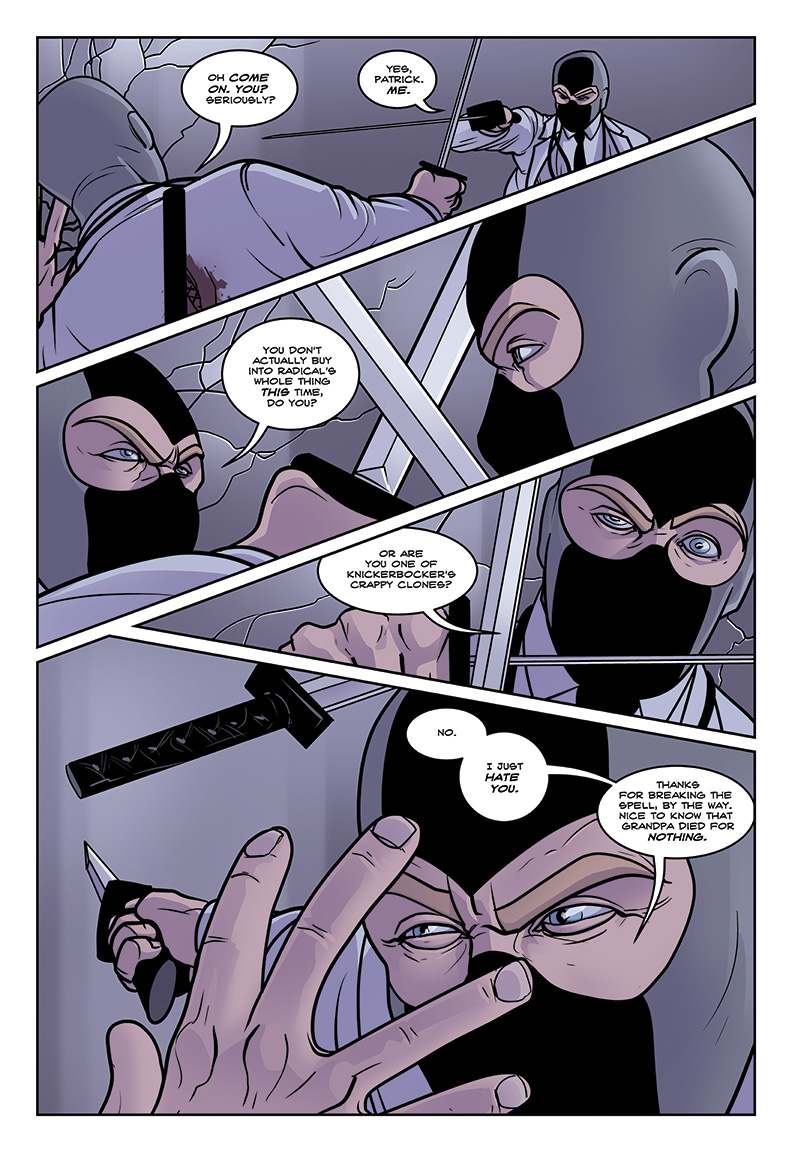 OH COME
ON. YOU?
SERIOUSLY?
YES,
PATRICK.
ME.
YOU DON'T
ACTUALLY BUY
INTO RADICAL'S
WHOLE THING
THIS TIME,
DO YOU?
OR ARE
YOU ONE OF
KNICKERBOCKER'S
CRAPPY CLONES?
NO.
I JUST
HATE
YOU.
THANKS
FOR BREAKING THE
SPELL, BY THE WAY.
NICE TO KNOW THAT
GRANDPA DIED FOR
NOTHING.